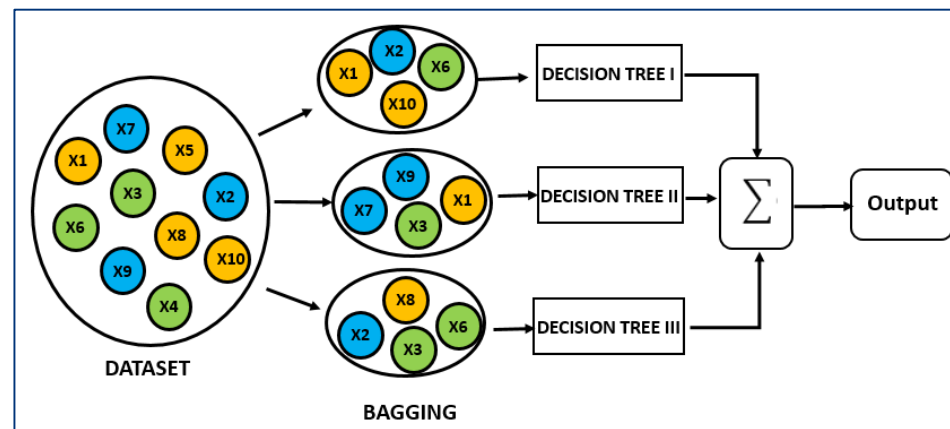 X7
X1
X5
X3
X2
X6
X8
X9
X10
X4
DATASET
X1
X2
X6
X10
X9
X7
X1
X3
X8
X2
X6
X3
BAGGING
DECISION TREE I
DECISION TREE II
DECISION TREE III
∑
Output